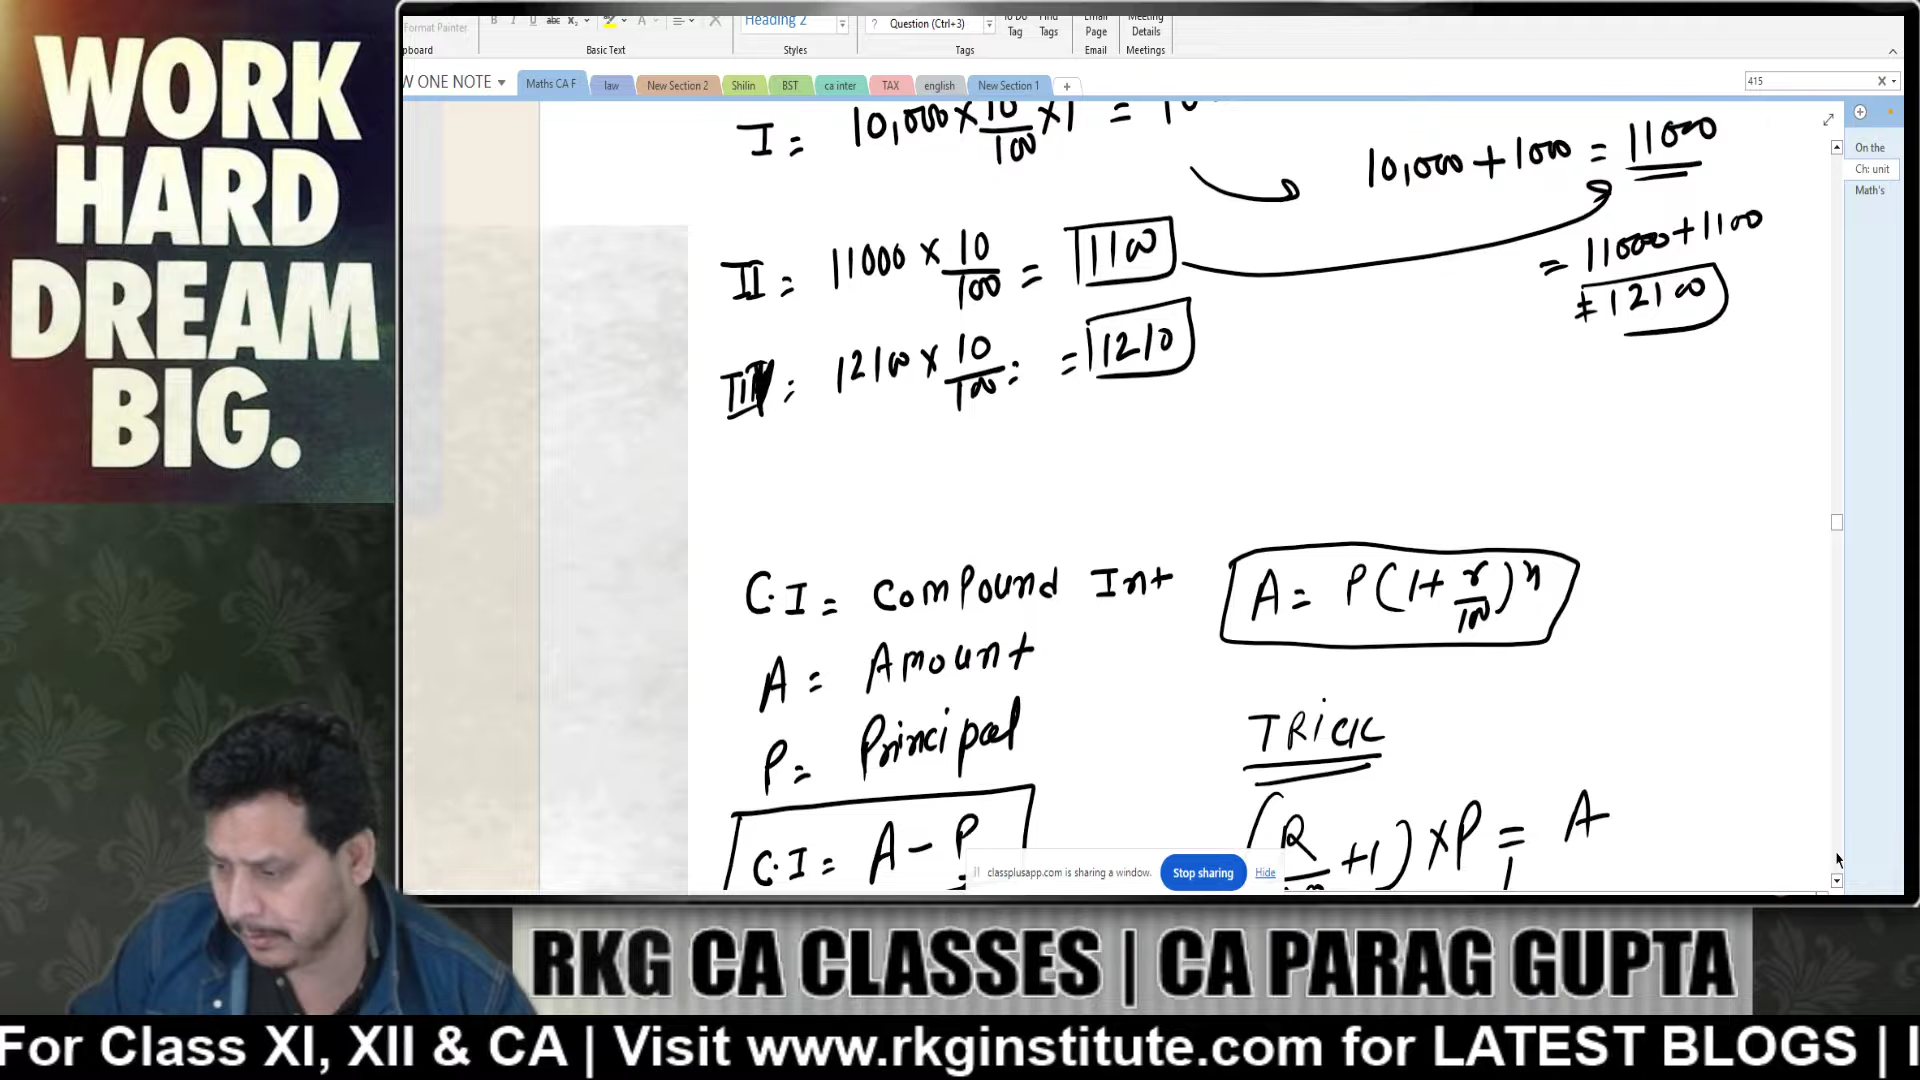 WORK
HARD
DREAM
BIG.
Format Painter
Basic Text
Heading 2
Styles
? Question (Ctrl+3)
To Do
Tag
Find
Tags
Tags
Email
Page
Email
Meeting
Details
Meetings
W ONE NOTE
Maths CA F
law
New Section 2
Shilin
BST
ca inter
TAX
english
New Section 1
+
415
On the
Ch: unit
Math's
I = 10,000 × 10/100 × 1 =
10,000 + 1000 = 11000
II = 11000 × 10/100 = 1100
= 11000 + 1100
= 12100
III = 12100 × 10/100 = 1210
C.I = Compound Int
A = P(1 + r/100)^n
A = Amount
P = Principal
TRICK
C.I = A - P
(R/100 + 1) × P = A
classplusapp.com is sharing a window.
Stop sharing
Hide
RKG CA CLASSES | CA PARAG GUPTA
For Class XI, XII & CA | Visit www.rkginstitute.com for LATEST BLOGS |